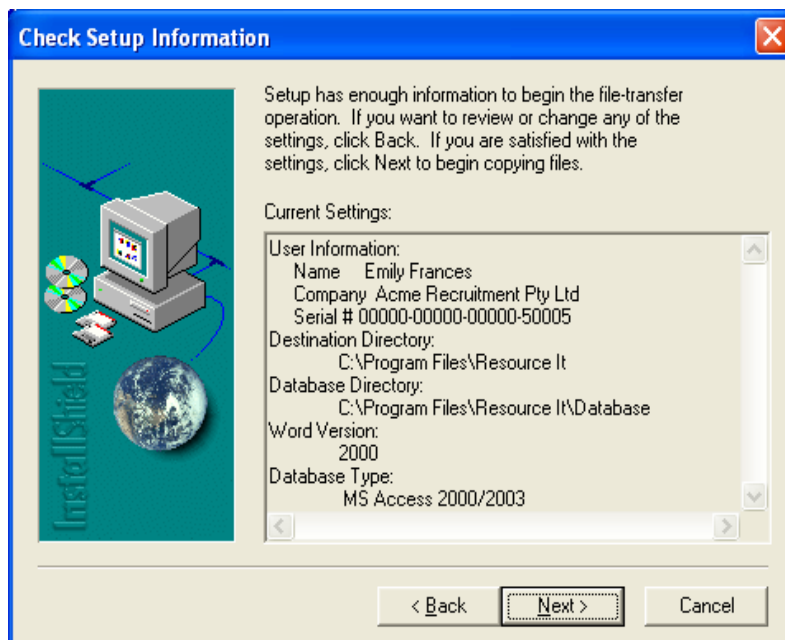 Check Setup Information
Setup has enough information to begin the file-transfer
operation. If you want to review or change any of the
settings, click Back. If you are satisfied with the
settings, click Next to begin copying files.
Current Settings:
User Information:
Name Emily Frances
Company Acme Recruitment Pty Ltd
Serial # 00000-00000-00000-50005
Destination Directory:
C:\Program Files\Resource It
Database Directory:
C:\Program Files\Resource It\Database
Word Version:
2000
Database Type:
MS Access 2000/2003
InstallShield
< Back
Next >
Cancel